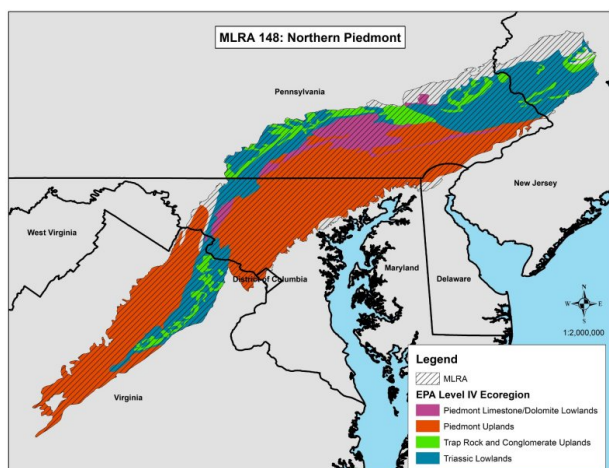 MLRA 148: Northern Piedmont
Pennsylvania
New Jersey
West Virginia
District of Columbia
Maryland
Delaware
Virginia
N
W E
S
1:2,000,000
Legend
MLRA
EPA Level IV Ecoregion
Piedmont Limestone/Dolomite Lowlands
Piedmont Uplands
Trap Rock and Conglomerate Uplands
Triassic Lowlands